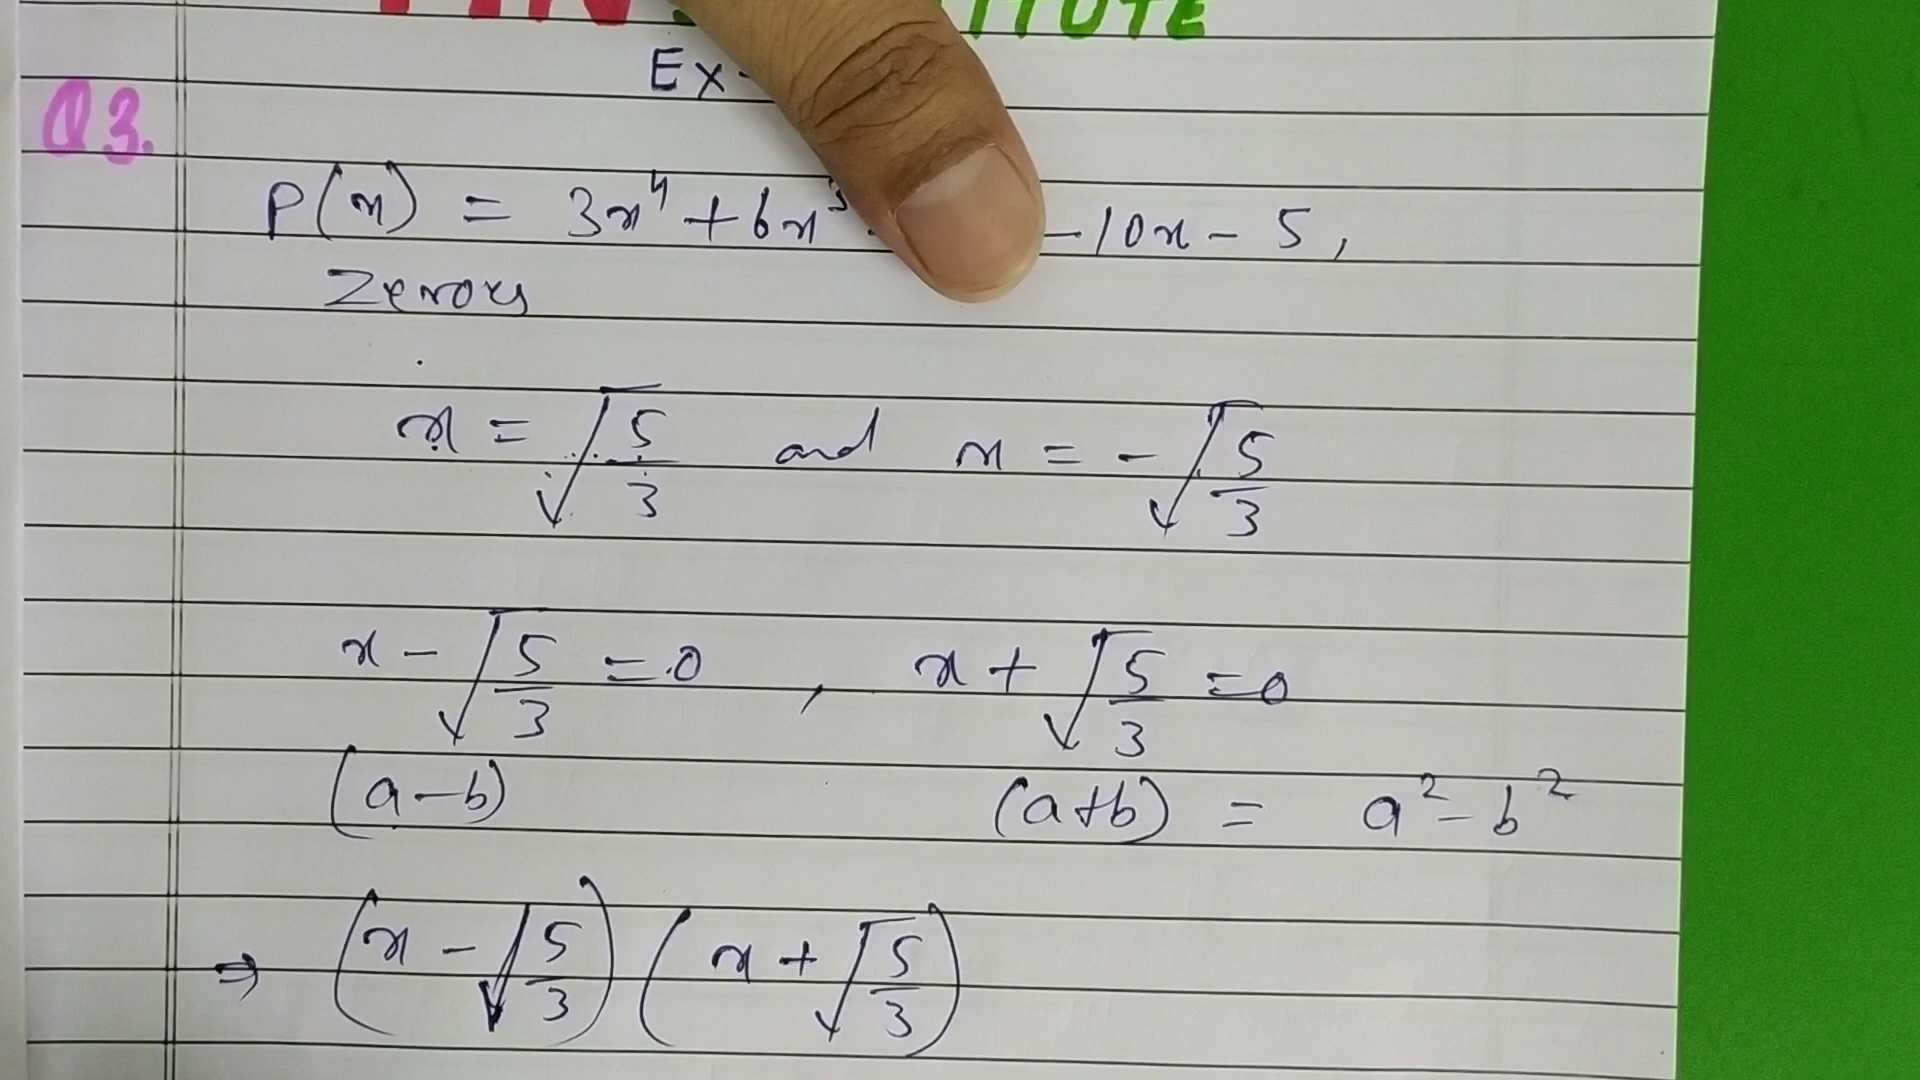 TITUTE
Ex-
Q3.
P(x) = 3x⁴ + 6x³ -10x - 5,
Zeroes
x = √5/3 and x = -√5/3
x - √5/3 = 0 , x + √5/3 = 0
(a-b) (a+b) = a² - b²
⇒ (x - √5/3) (x + √5/3)